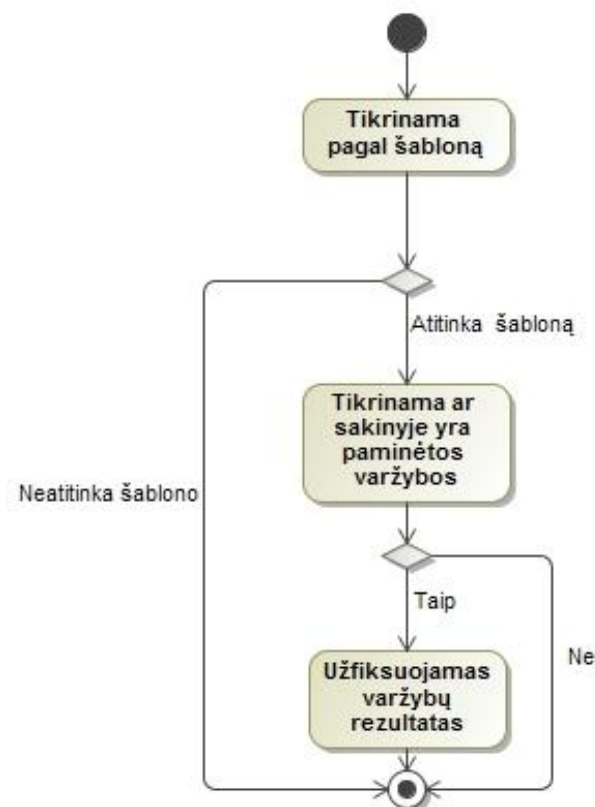 Tikrinama
pagal šabloną
Atitinka šabloną
Tikrinama ar
sakinyje yra
paminėtos
varžybos
Neatitinka šablono
Taip
Ne
Užfiksuojamas
varžybų
rezultatas